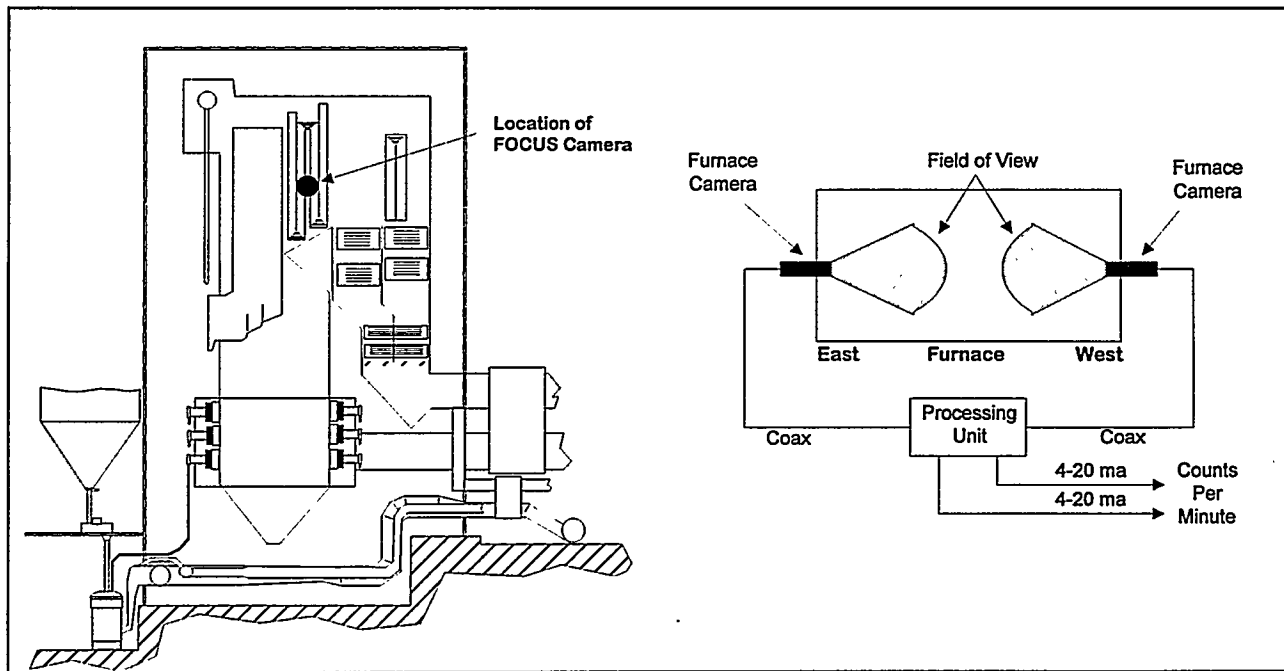 Location of
FOCUS Camera
Furnace
Camera
Field of View
Furnace
Camera
East
Furnace
West
Processing
Unit
Coax
Coax
4-20 ma
4-20 ma
Counts
Per
Minute